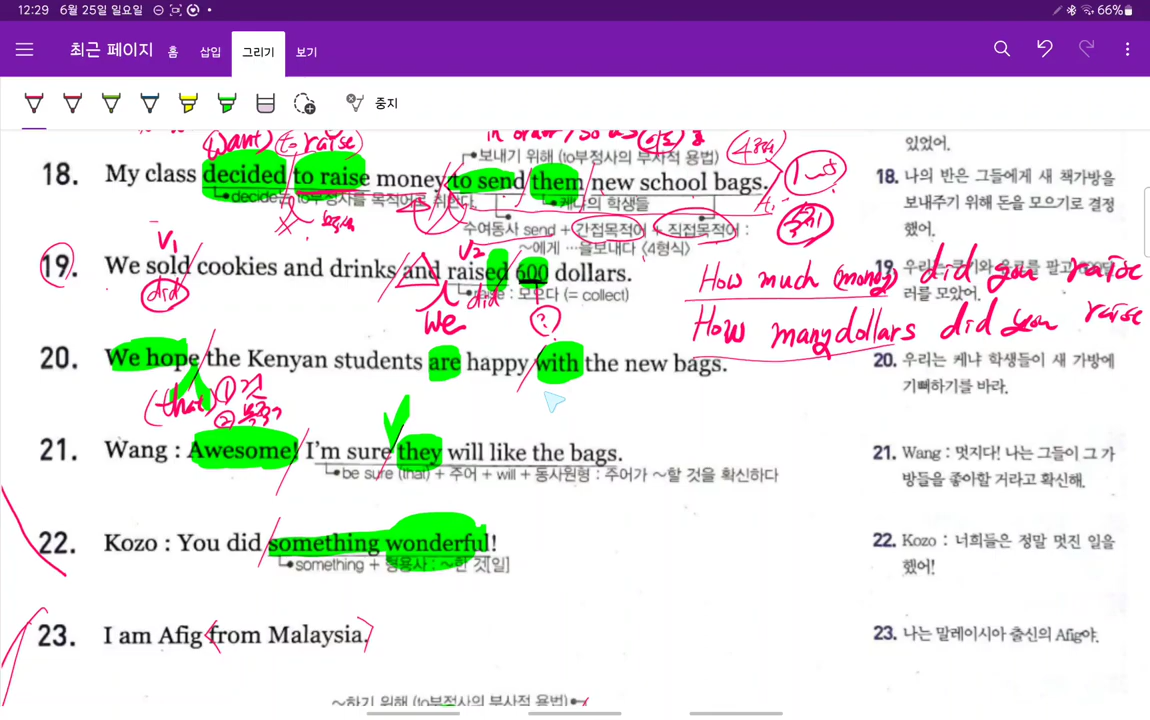 12:29 6월 25일 일요일 66%
최근 페이지 홈 삽입 그리기 보기
중지
(want) (to raise) in order / so as
보내기 위해 (to부정사의 부사적 용법)
18. My class decided to raise money to send them new school bags.
decide는 to부정사를 목적어로 취한다. 케냐의 학생들
수여동사 send + 간접목적어 + 직접목적어 :
~에게 …을보내다 〈4형식〉
V1 V2
19. We sold cookies and drinks and raised 600 dollars.
raise : 모으다 (= collect)
did did
We ?
How much (money) did you raise
How many dollars did you raise
20. We hope the Kenyan students are happy with the new bags.
(that) ① ②
21. Wang : Awesome! I'm sure they will like the bags.
be sure (that) + 주어 + will + 동사원형 : 주어가 ~할 것을 확신하다
22. Kozo : You did something wonderful!
something + 형용사 : ~한 것[일]
23. I am Afig from Malaysia.
~하기 위해 (to부정사의 부사적 용법)
있었어.
18. 나의 반은 그들에게 새 책가방을
보내주기 위해 돈을 모으기로 결정
했어.
19. 우리는
러를 모았어.
20. 우리는 케냐 학생들이 새 가방에
기뻐하기를 바라.
21. Wang : 멋지다! 나는 그들이 그 가
방들을 좋아할 거라고 확신해.
22. Kozo : 너희들은 정말 멋진 일을
했어!
23. 나는 말레이시아 출신의 Afig야.